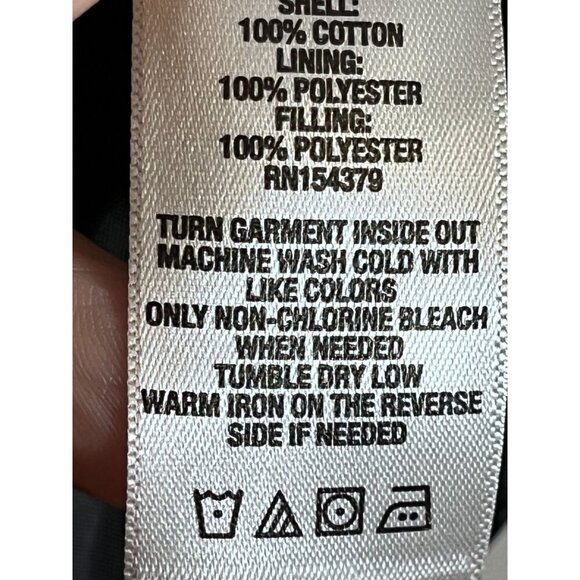 SHELL:
100% COTTON
LINING:
100% POLYESTER
FILLING:
100% POLYESTER
RN154379
TURN GARMENT INSIDE OUT
MACHINE WASH COLD WITH
LIKE COLORS
ONLY NON-CHLORINE BLEACH
WHEN NEEDED
TUMBLE DRY LOW
WARM IRON ON THE REVERSE
SIDE IF NEEDED